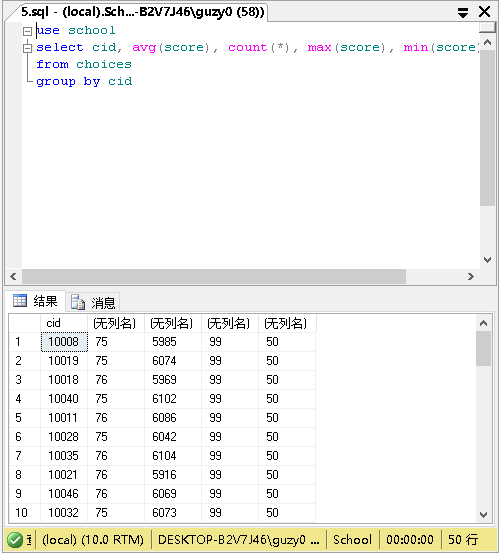 5.sql - (local).Sch...-B2V7J46\guzy0 (58))
use school
select cid, avg(score), count(*), max(score), min(score)
from choices
group by cid
结果 消息
cid (无列名) (无列名) (无列名) (无列名)
1 10008 75 5985 99 50
2 10019 75 6074 99 50
3 10018 76 5969 99 50
4 10040 75 6102 99 50
5 10011 76 6086 99 50
6 10028 75 6042 99 50
7 10035 76 6104 99 50
8 10021 76 5916 99 50
9 10046 76 6069 99 50
10 10032 75 6073 99 50
(local) (10.0 RTM) DESKTOP-B2V7J46\guzy0 ... School 00:00:00 50 行